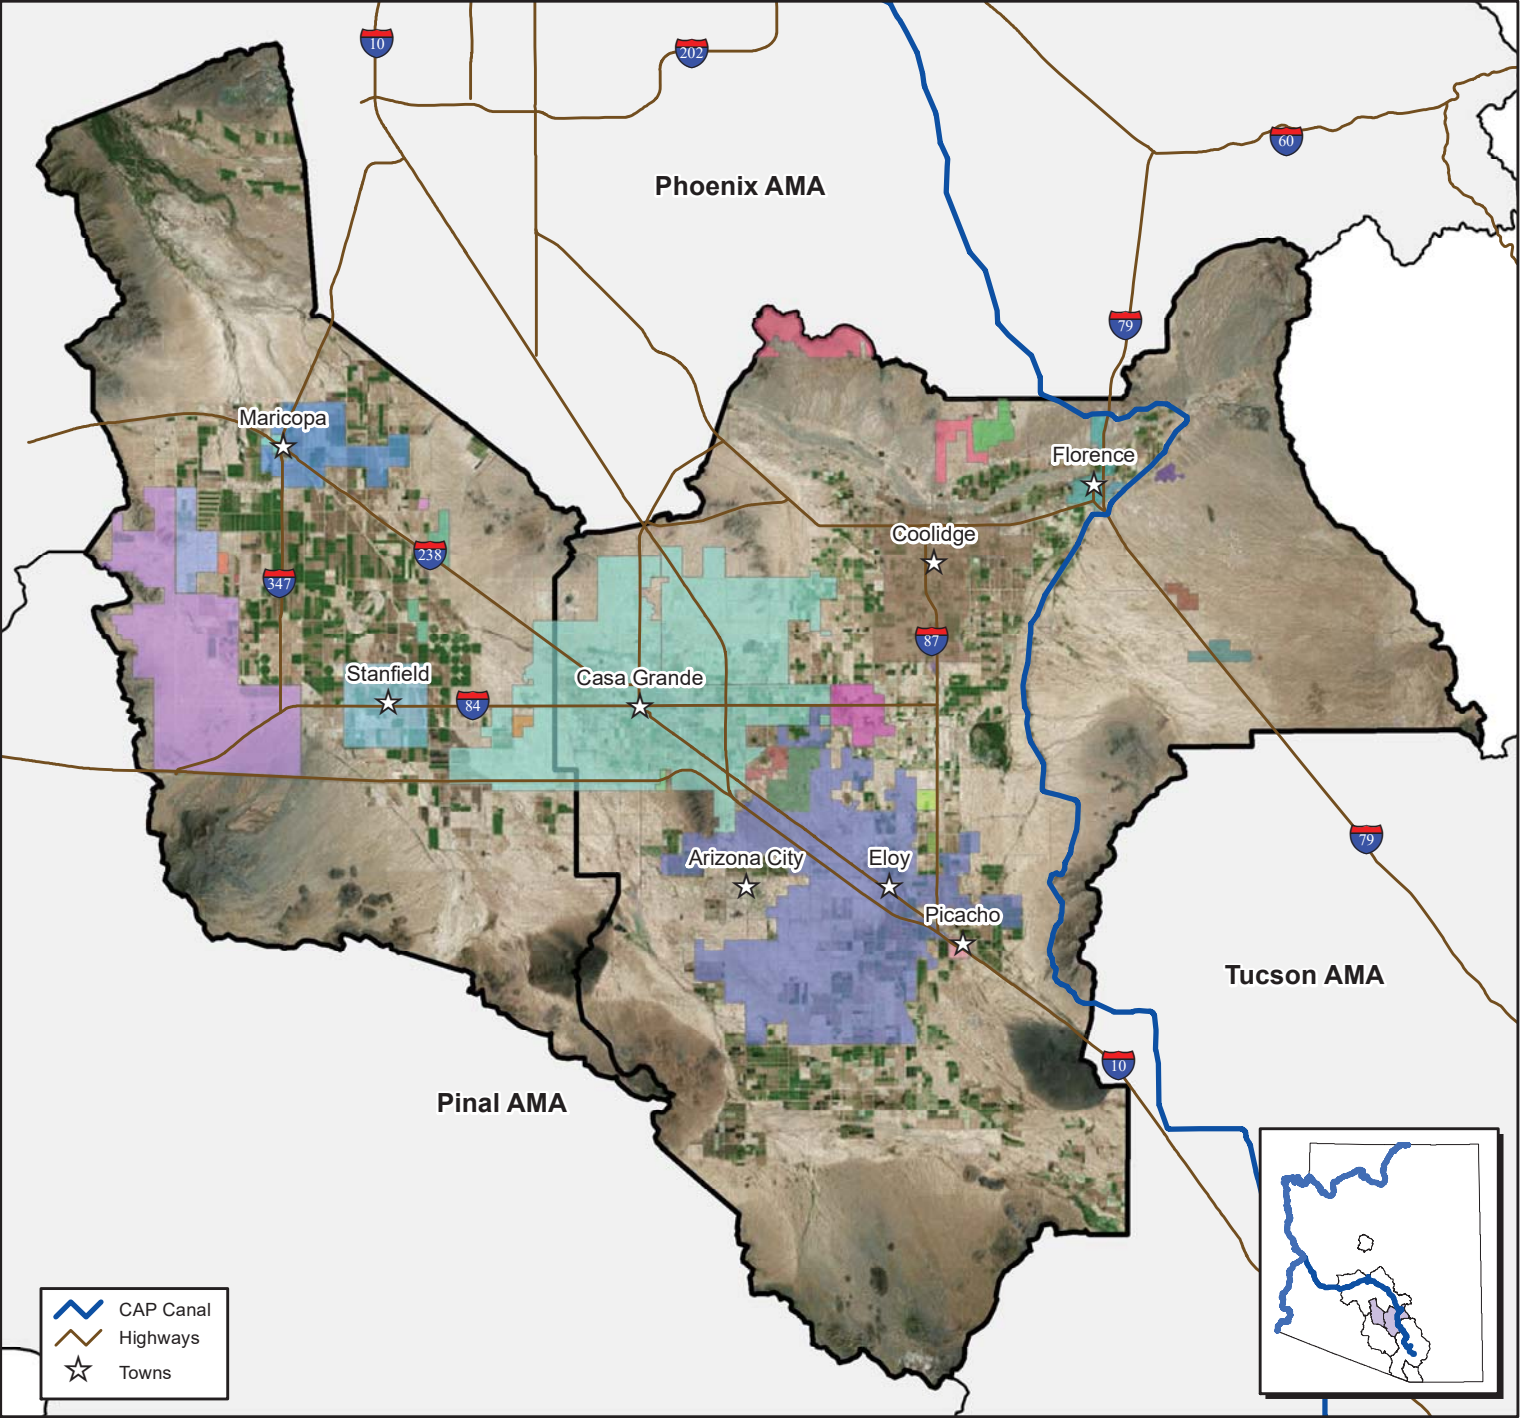 10
202
60
Phoenix AMA
79
Maricopa
Florence
Coolidge
238
347
87
Stanfield
Casa Grande
84
79
Arizona City
Eloy
Picacho
Tucson AMA
10
Pinal AMA
CAP Canal
Highways
Towns